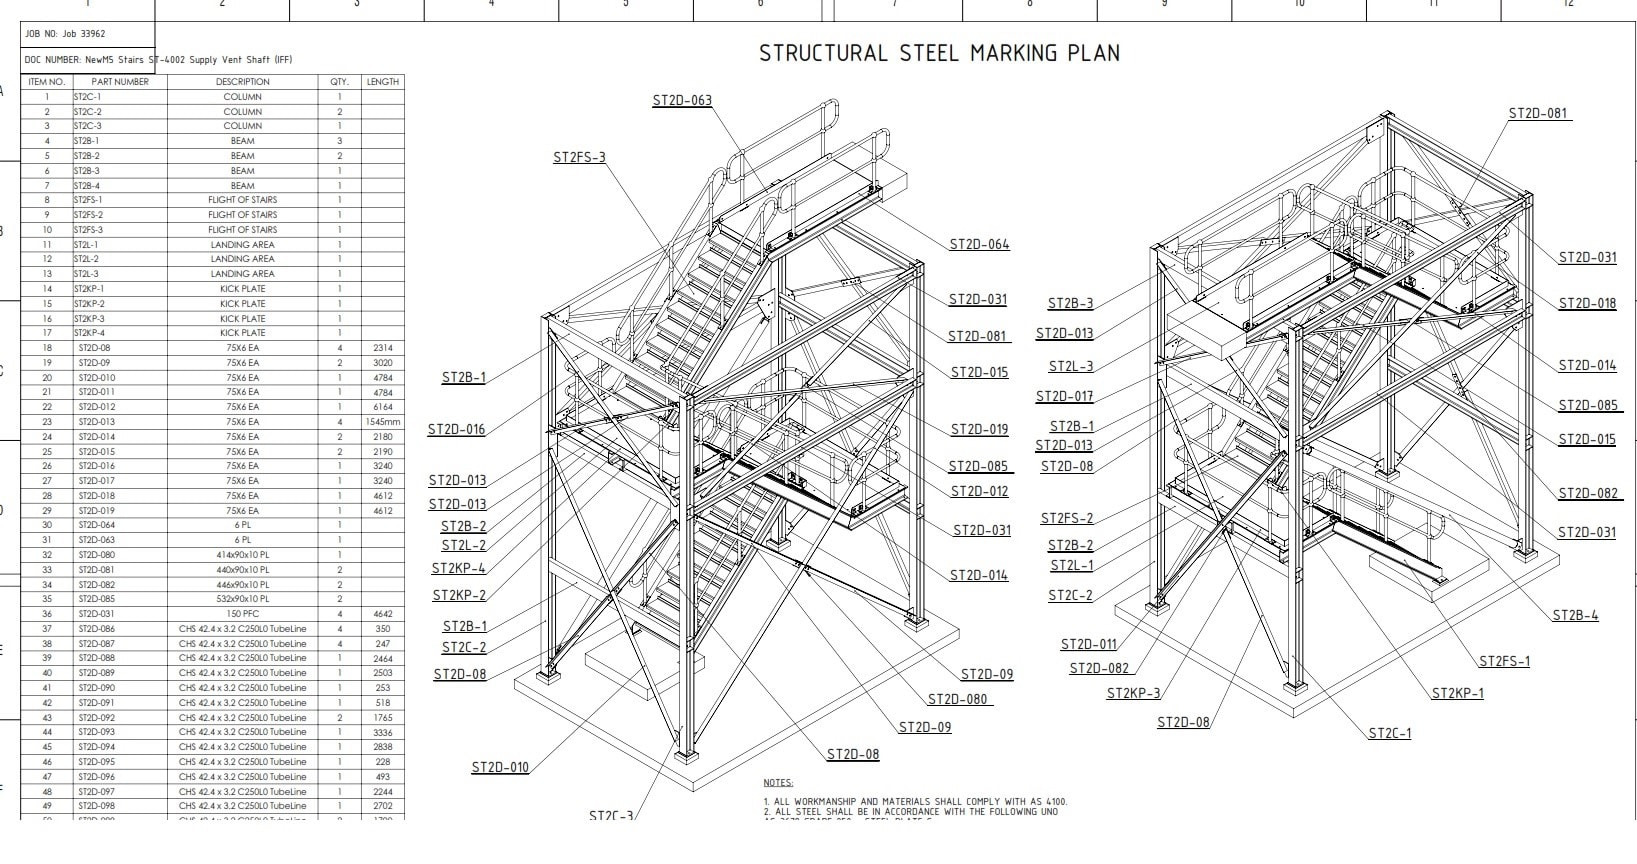 1 2 3 4 5 6 7 8 9 10 11 12
JOB NO: Job 33962
DOC NUMBER: NewM5 Stairs ST-4002 Supply Vent Shaft (IFF)
STRUCTURAL STEEL MARKING PLAN
ITEM NO. PART NUMBER DESCRIPTION QTY. LENGTH
1 ST2C-1 COLUMN 1
2 ST2C-2 COLUMN 2
3 ST2C-3 COLUMN 1
4 ST2B-1 BEAM 3
5 ST2B-2 BEAM 2
6 ST2B-3 BEAM 1
7 ST2B-4 BEAM 1
8 ST2FS-1 FLIGHT OF STAIRS 1
9 ST2FS-2 FLIGHT OF STAIRS 1
10 ST2FS-3 FLIGHT OF STAIRS 1
11 ST2L-1 LANDING AREA 1
12 ST2L-2 LANDING AREA 1
13 ST2L-3 LANDING AREA 1
14 ST2KP-1 KICK PLATE 1
15 ST2KP-2 KICK PLATE 1
16 ST2KP-3 KICK PLATE 1
17 ST2KP-4 KICK PLATE 1
18 ST2D-08 75X6 EA 4 2314
19 ST2D-09 75X6 EA 2 3020
20 ST2D-010 75X6 EA 1 4784
21 ST2D-011 75X6 EA 1 4784
22 ST2D-012 75X6 EA 1 6164
23 ST2D-013 75X6 EA 4 1545mm
24 ST2D-014 75X6 EA 2 2180
25 ST2D-015 75X6 EA 2 2190
26 ST2D-016 75X6 EA 1 3240
27 ST2D-017 75X6 EA 1 3240
28 ST2D-018 75X6 EA 1 4612
29 ST2D-019 75X6 EA 1 4612
30 ST2D-064 6 PL 1
31 ST2D-063 6 PL 1
32 ST2D-080 414x90x10 PL 1
33 ST2D-081 440x90x10 PL 2
34 ST2D-082 446x90x10 PL 2
35 ST2D-085 532x90x10 PL 2
36 ST2D-031 150 PFC 4 4642
37 ST2D-086 CHS 42.4 x 3.2 C250L0 TubeLine 4 350
38 ST2D-087 CHS 42.4 x 3.2 C250L0 TubeLine 4 247
39 ST2D-088 CHS 42.4 x 3.2 C250L0 TubeLine 1 2464
40 ST2D-089 CHS 42.4 x 3.2 C250L0 TubeLine 1 2503
41 ST2D-090 CHS 42.4 x 3.2 C250L0 TubeLine 1 253
42 ST2D-091 CHS 42.4 x 3.2 C250L0 TubeLine 1 518
43 ST2D-092 CHS 42.4 x 3.2 C250L0 TubeLine 2 1765
44 ST2D-093 CHS 42.4 x 3.2 C250L0 TubeLine 1 3336
45 ST2D-094 CHS 42.4 x 3.2 C250L0 TubeLine 1 2838
46 ST2D-095 CHS 42.4 x 3.2 C250L0 TubeLine 1 228
47 ST2D-096 CHS 42.4 x 3.2 C250L0 TubeLine 1 493
48 ST2D-097 CHS 42.4 x 3.2 C250L0 TubeLine 1 2244
49 ST2D-098 CHS 42.4 x 3.2 C250L0 TubeLine 1 2702
ST2D-063
ST2FS-3
ST2B-1
ST2D-016
ST2D-013
ST2D-013
ST2B-2
ST2L-2
ST2KP-4
ST2KP-2
ST2B-1
ST2C-2
ST2D-08
ST2D-010
ST2C-3
ST2D-064
ST2D-031
ST2D-081
ST2D-015
ST2D-019
ST2D-085
ST2D-012
ST2D-031
ST2D-014
ST2D-09
ST2D-080
ST2D-09
ST2D-08
ST2B-3
ST2D-013
ST2L-3
ST2D-017
ST2B-1
ST2D-013
ST2D-08
ST2FS-2
ST2B-2
ST2L-1
ST2C-2
ST2D-011
ST2D-082
ST2KP-3
ST2D-08
ST2D-081
ST2D-031
ST2D-018
ST2D-014
ST2D-085
ST2D-015
ST2D-082
ST2D-031
ST2B-4
ST2FS-1
ST2KP-1
ST2C-1
NOTES:
1. ALL WORKMANSHIP AND MATERIALS SHALL COMPLY WITH AS 4100.
2. ALL STEEL SHALL BE IN ACCORDANCE WITH THE FOLLOWING UNO